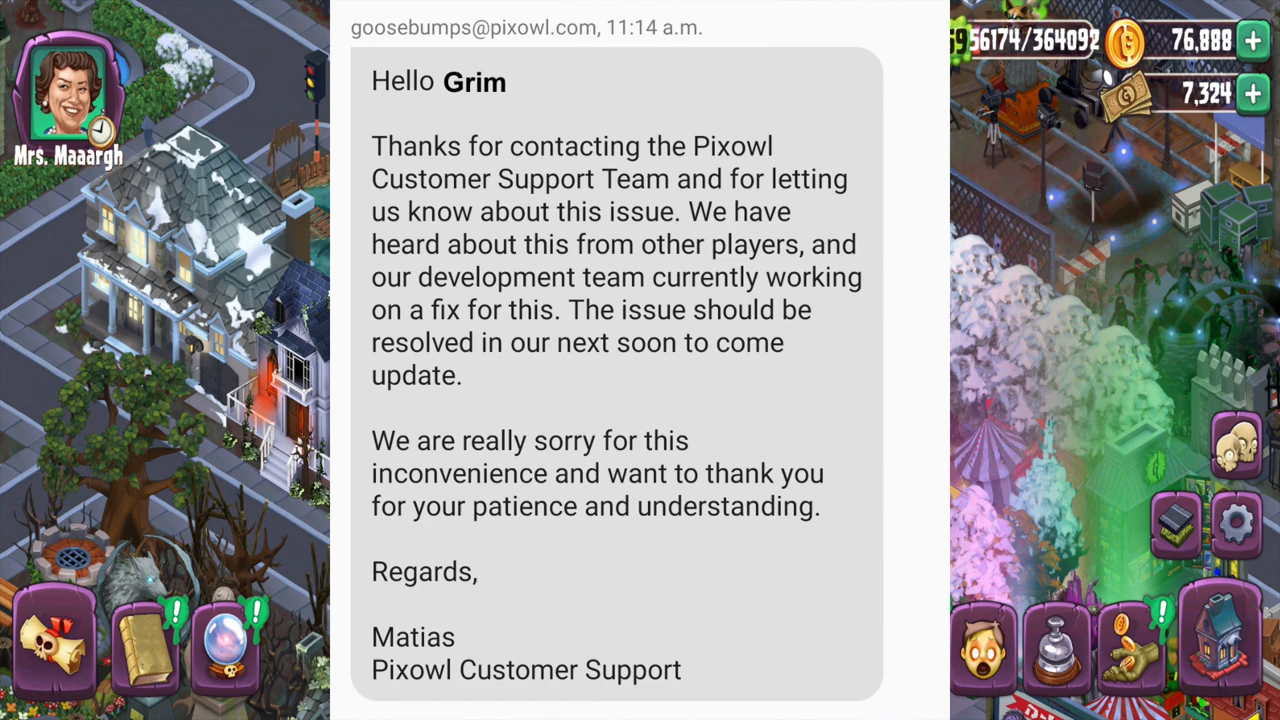 goosebumps@pixowl.com, 11:14 a.m.
Hello Grim
Thanks for contacting the Pixowl
Customer Support Team and for letting
us know about this issue. We have
heard about this from other players, and
our development team currently working
on a fix for this. The issue should be
resolved in our next soon to come
update.
We are really sorry for this
inconvenience and want to thank you
for your patience and understanding.
Regards,
Matias
Pixowl Customer Support
Mrs. Maaargh
56174/364092
76,888
7,324